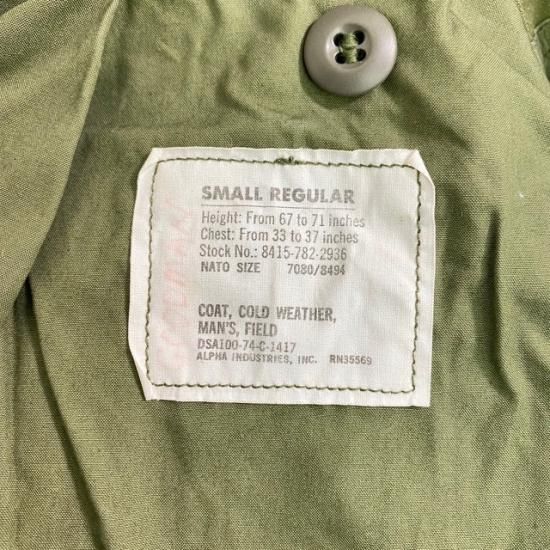 SMALL REGULAR
Height: From 67 to 71 inches
Chest: From 33 to 37 inches
Stock No.: 8415-782-2936
NATO SIZE 7080/8494
COAT, COLD WEATHER,
MAN'S, FIELD
DSA100-74-C-1417
ALPHA INDUSTRIES, INC. RN35569